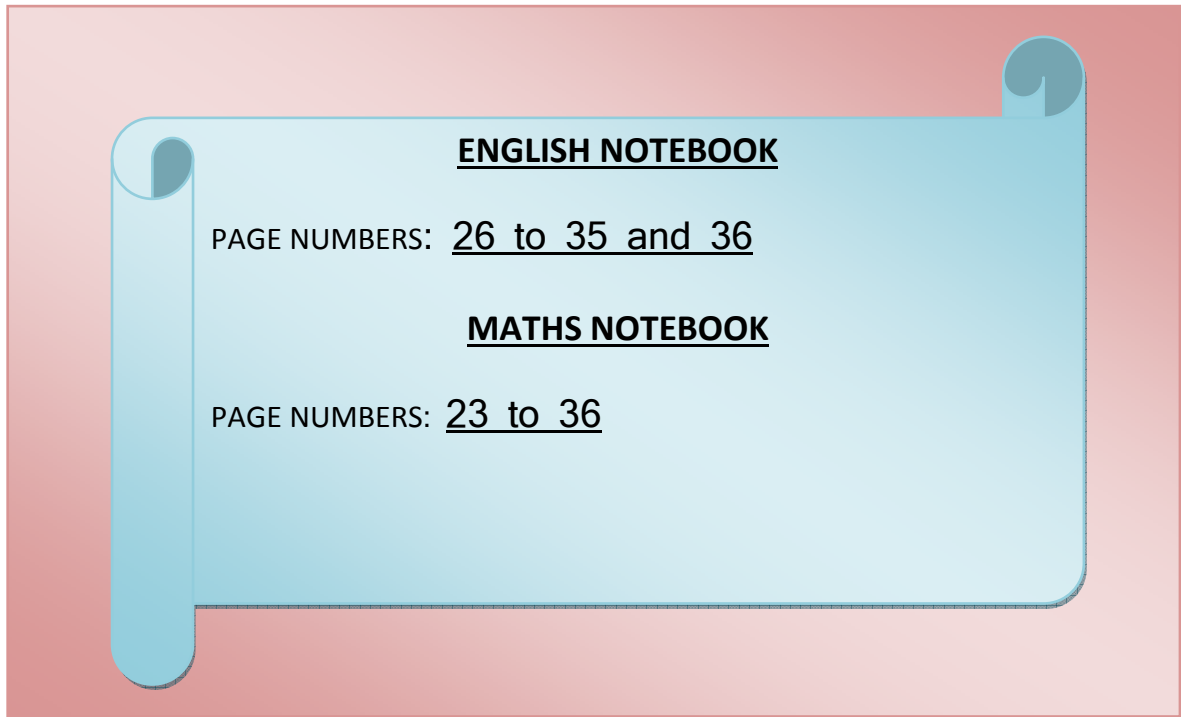 ENGLISH NOTEBOOK
PAGE NUMBERS: 26 to 35 and 36
MATHS NOTEBOOK
PAGE NUMBERS: 23 to 36